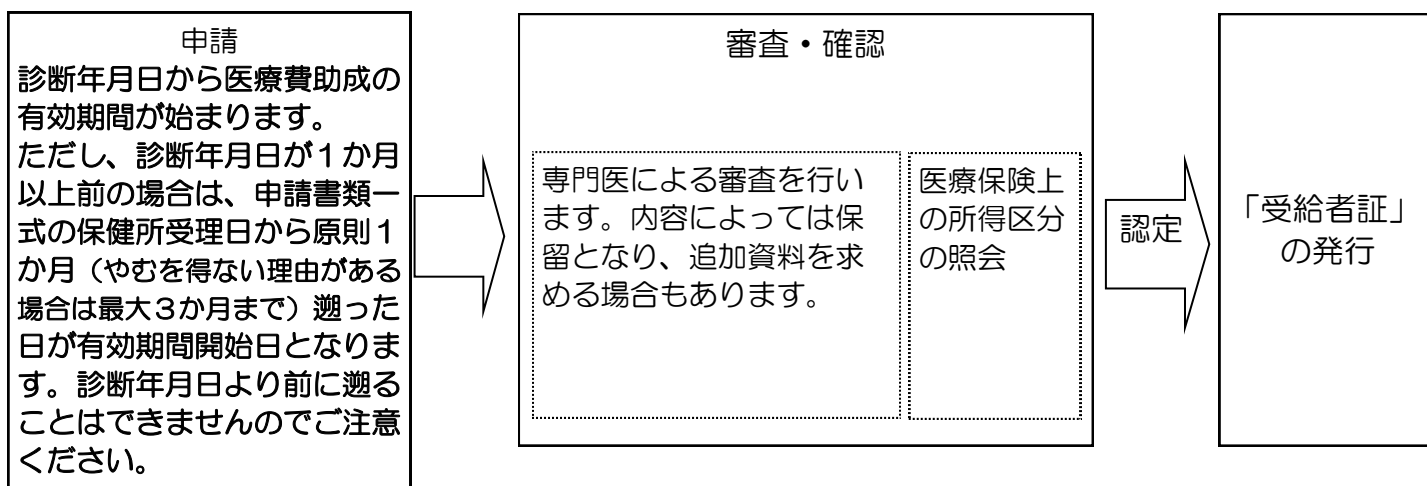 申請
診断年月日から医療費助成の
有効期間が始まります。
ただし、診断年月日が１か月
以上前の場合は、申請書類一
式の保健所受理日から原則１
か月（やむを得ない理由がある
場合は最大３か月まで）遡った
日が有効期間開始日となりま
す。診断年月日より前に遡る
ことはできませんのでご注意
ください。
審査・確認
専門医による審査を行い
ます。内容によっては保
留となり、追加資料を求
める場合もあります。
医療保険上
の所得区分
の照会
認定
「受給者証」
の発行